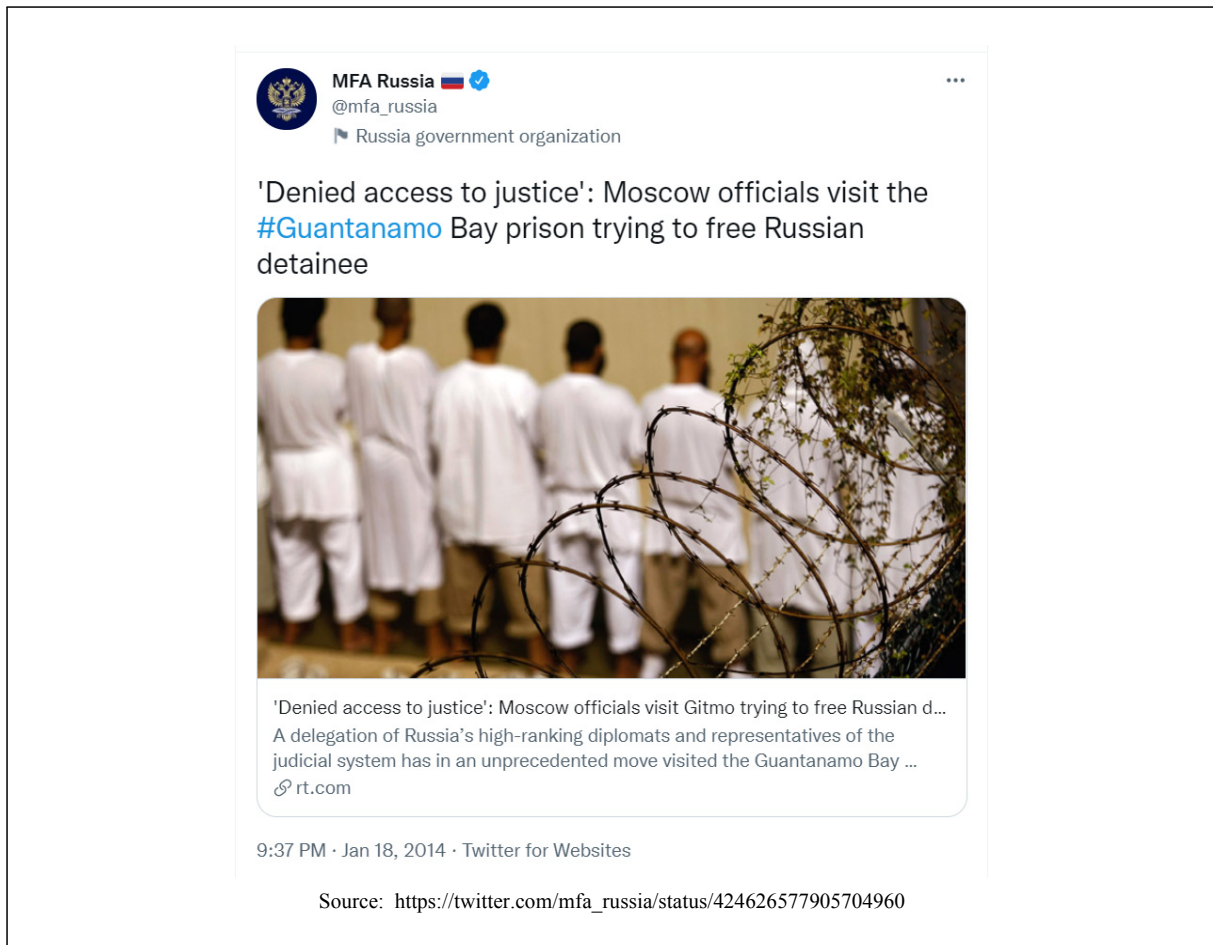 MFA Russia
@mfa_russia
Russia government organization
'Denied access to justice': Moscow officials visit the
#Guantanamo Bay prison trying to free Russian
detainee
'Denied access to justice': Moscow officials visit Gitmo trying to free Russian d...
A delegation of Russia's high-ranking diplomats and representatives of the
judicial system has in an unprecedented move visited the Guantanamo Bay ...
rt.com
9:37 PM · Jan 18, 2014 · Twitter for Websites
Source: https://twitter.com/mfa_russia/status/424626577905704960